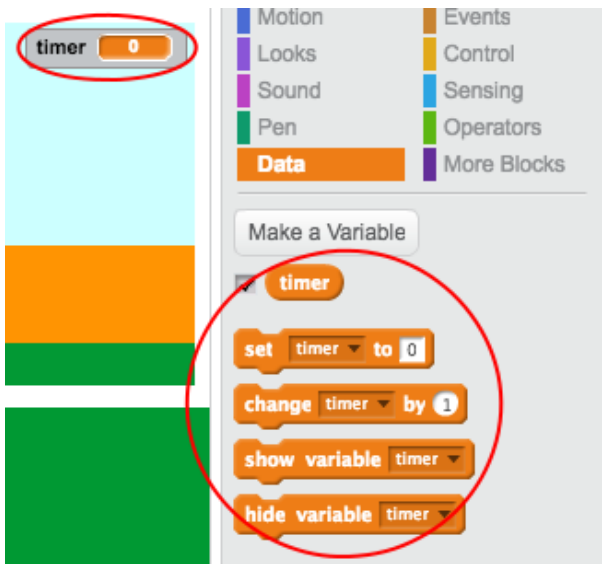 timer 0
Motion Events
Looks Control
Sound Sensing
Pen Operators
Data More Blocks
Make a Variable
timer
set timer to 0
change timer by 1
show variable timer
hide variable timer